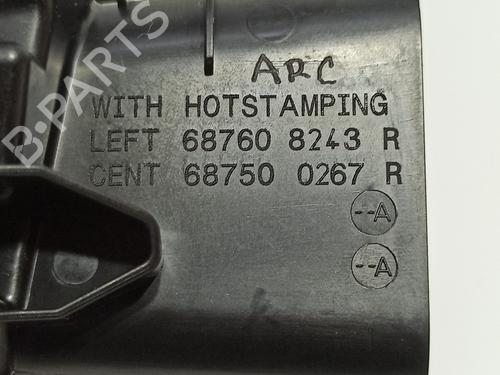 B-PARTS
ARC
WITH HOTSTAMPING
LEFT 68760 8243 R
CENT 68750 0267 R
--A
--A